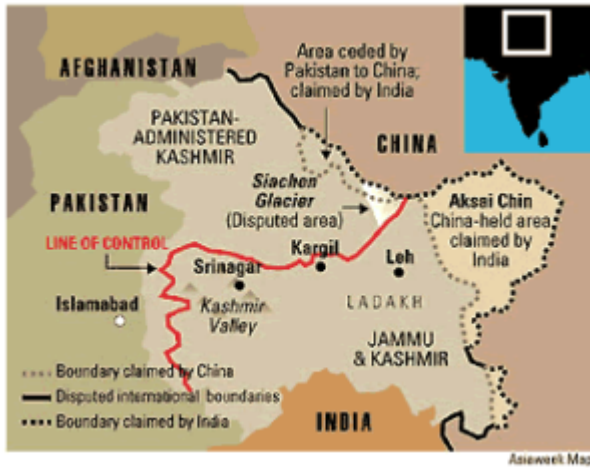 AFGHANISTAN
Area ceded by
Pakistan to China;
claimed by India
PAKISTAN-
ADMINISTERED
KASHMIR
CHINA
Siachen
Glacier
(Disputed area)
Aksai Chin
China-held area
claimed by
India
PAKISTAN
LINE OF CONTROL
Kargil
Srinagar
Leh
Islamabad
Kashmir
Valley
LADAKH
JAMMU
& KASHMIR
Boundary claimed by China
Disputed international boundaries
Boundary claimed by India
INDIA
Asiaweek Map